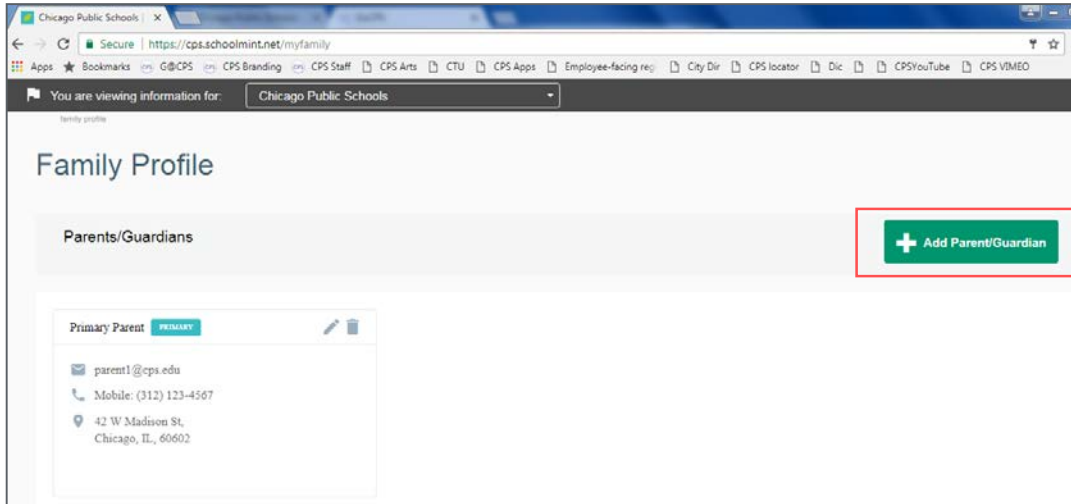 Chicago Public Schools |
Secure | https://cps.schoolmint.net/myfamily
Apps Bookmarks G@CPS CPS Branding CPS Staff CPS Arts CTU CPS Apps Employee-facing reg City Dir CPS locator Dic CPSYouTube CPS VIMEO
You are viewing information for: Chicago Public Schools
family profile
Family Profile
Parents/Guardians
Add Parent/Guardian
Primary Parent PRIMARY
parent1@cps.edu
Mobile: (312) 123-4567
42 W Madison St,
Chicago, IL, 60602